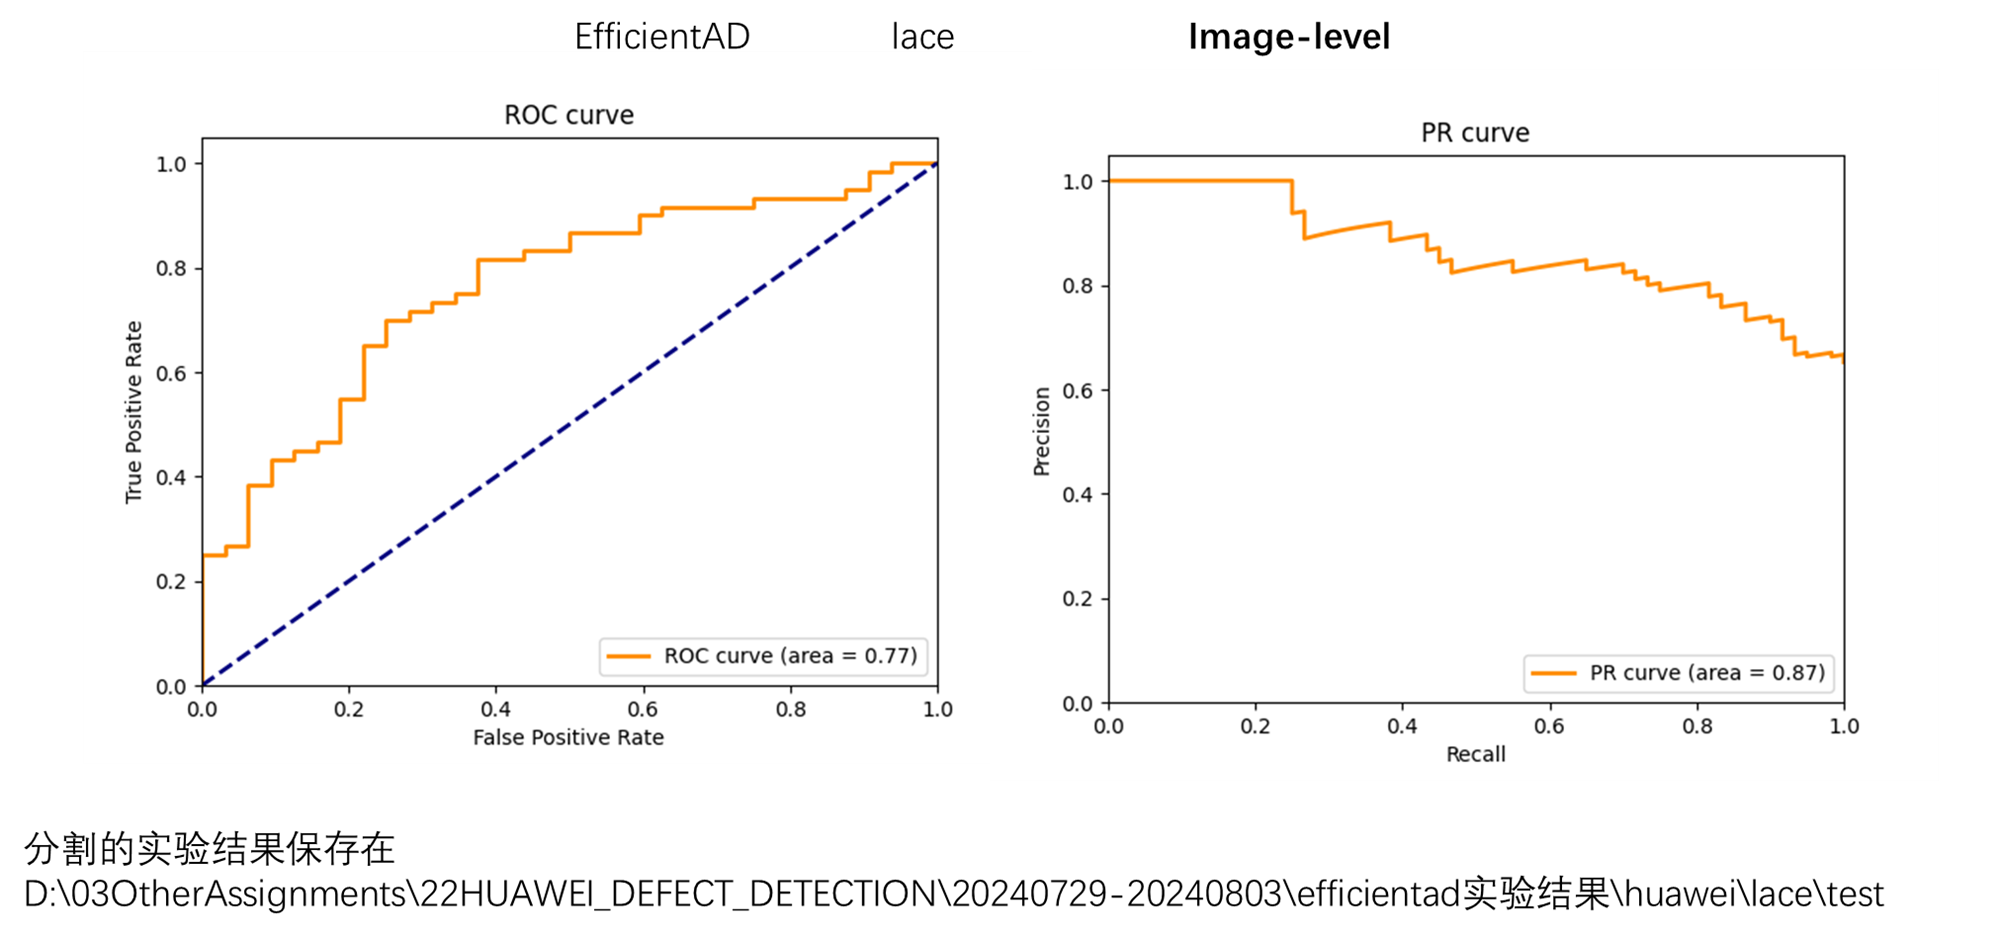 EfficientAD lace Image-level
ROC curve
1.0
0.8
0.6
0.4
0.2
0.0
True Positive Rate
0.0 0.2 0.4 0.6 0.8 1.0
False Positive Rate
ROC curve (area = 0.77)
PR curve
1.0
0.8
0.6
0.4
0.2
0.0
Precision
0.0 0.2 0.4 0.6 0.8 1.0
Recall
PR curve (area = 0.87)
分割的实验结果保存在
D:\03OtherAssignments\22HUAWEI_DEFECT_DETECTION\20240729-20240803\efficientad实验结果\huawei\lace\test